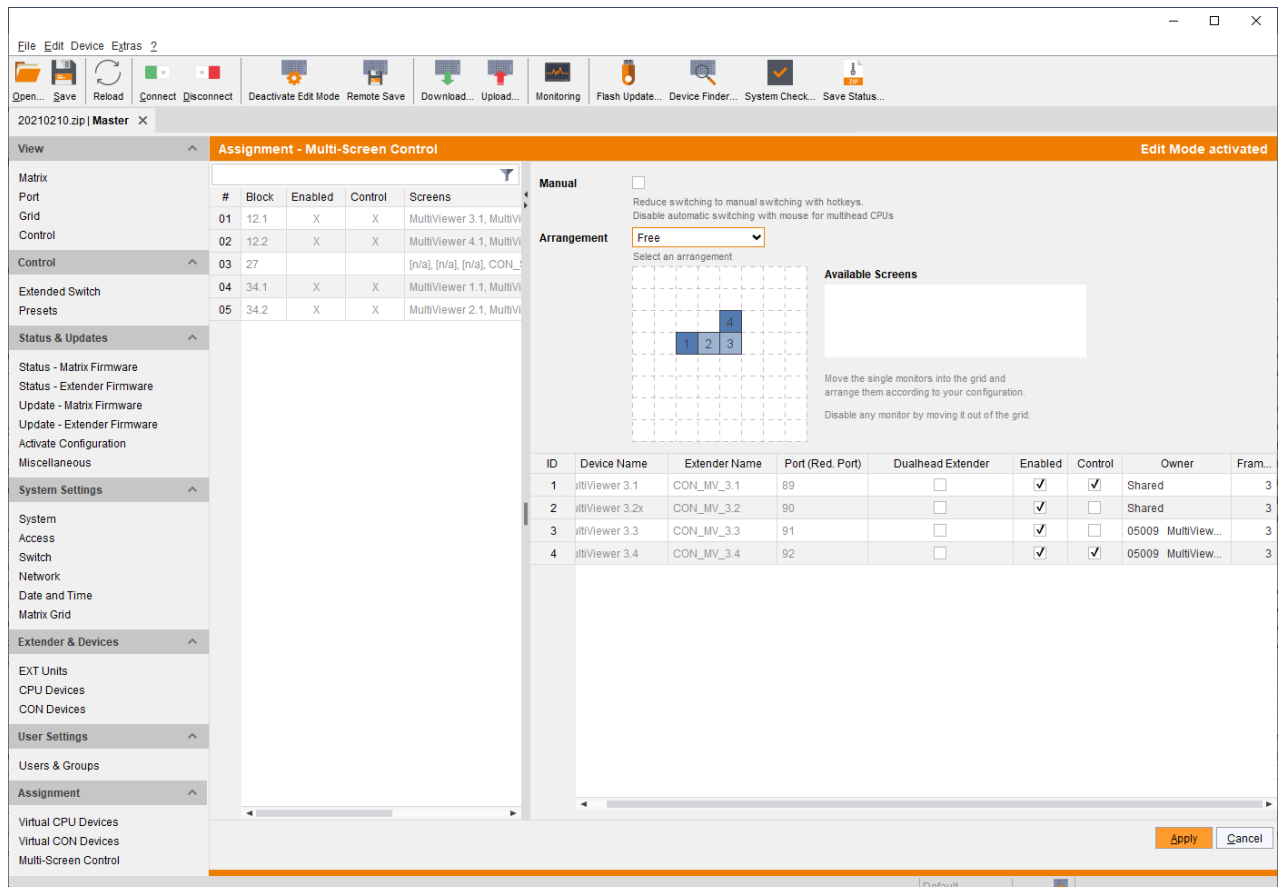 File Edit Device Extras ?
Open... Save Reload Connect Disconnect Deactivate Edit Mode Remote Save Download... Upload... Monitoring Flash Update... Device Finder... System Check... Save Status...
20210210.zip | Master
View
Matrix
Port
Grid
Control
Control
Extended Switch
Presets
Status & Updates
Status - Matrix Firmware
Status - Extender Firmware
Update - Matrix Firmware
Update - Extender Firmware
Activate Configuration
Miscellaneous
System Settings
System
Access
Switch
Network
Date and Time
Matrix Grid
Extender & Devices
EXT Units
CPU Devices
CON Devices
User Settings
Users & Groups
Assignment
Virtual CPU Devices
Virtual CON Devices
Multi-Screen Control
Assignment - Multi-Screen Control Edit Mode activated
# Block Enabled Control Screens
01 12.1 X X MultiViewer 3.1, MultiVi
02 12.2 X X MultiViewer 4.1, MultiVi
03 27 [n/a], [n/a], [n/a], CON_
04 34.1 X X MultiViewer 1.1, MultiVi
05 34.2 X X MultiViewer 2.1, MultiVi
Manual
Reduce switching to manual switching with hotkeys.
Disable automatic switching with mouse for multihead CPUs
Arrangement Free
Select an arrangement
4
1 2 3
Available Screens
Move the single monitors into the grid and
arrange them according to your configuration.
Disable any monitor by moving it out of the grid.
ID Device Name Extender Name Port (Red. Port) Dualhead Extender Enabled Control Owner Fram...
1 ultiViewer 3.1 CON_MV_3.1 89 Shared 3
2 ultiViewer 3.2x CON_MV_3.2 90 Shared 3
3 ultiViewer 3.3 CON_MV_3.3 91 05009 MultiView... 3
4 ultiViewer 3.4 CON_MV_3.4 92 05009 MultiView... 3
Apply Cancel
Default
ZIP